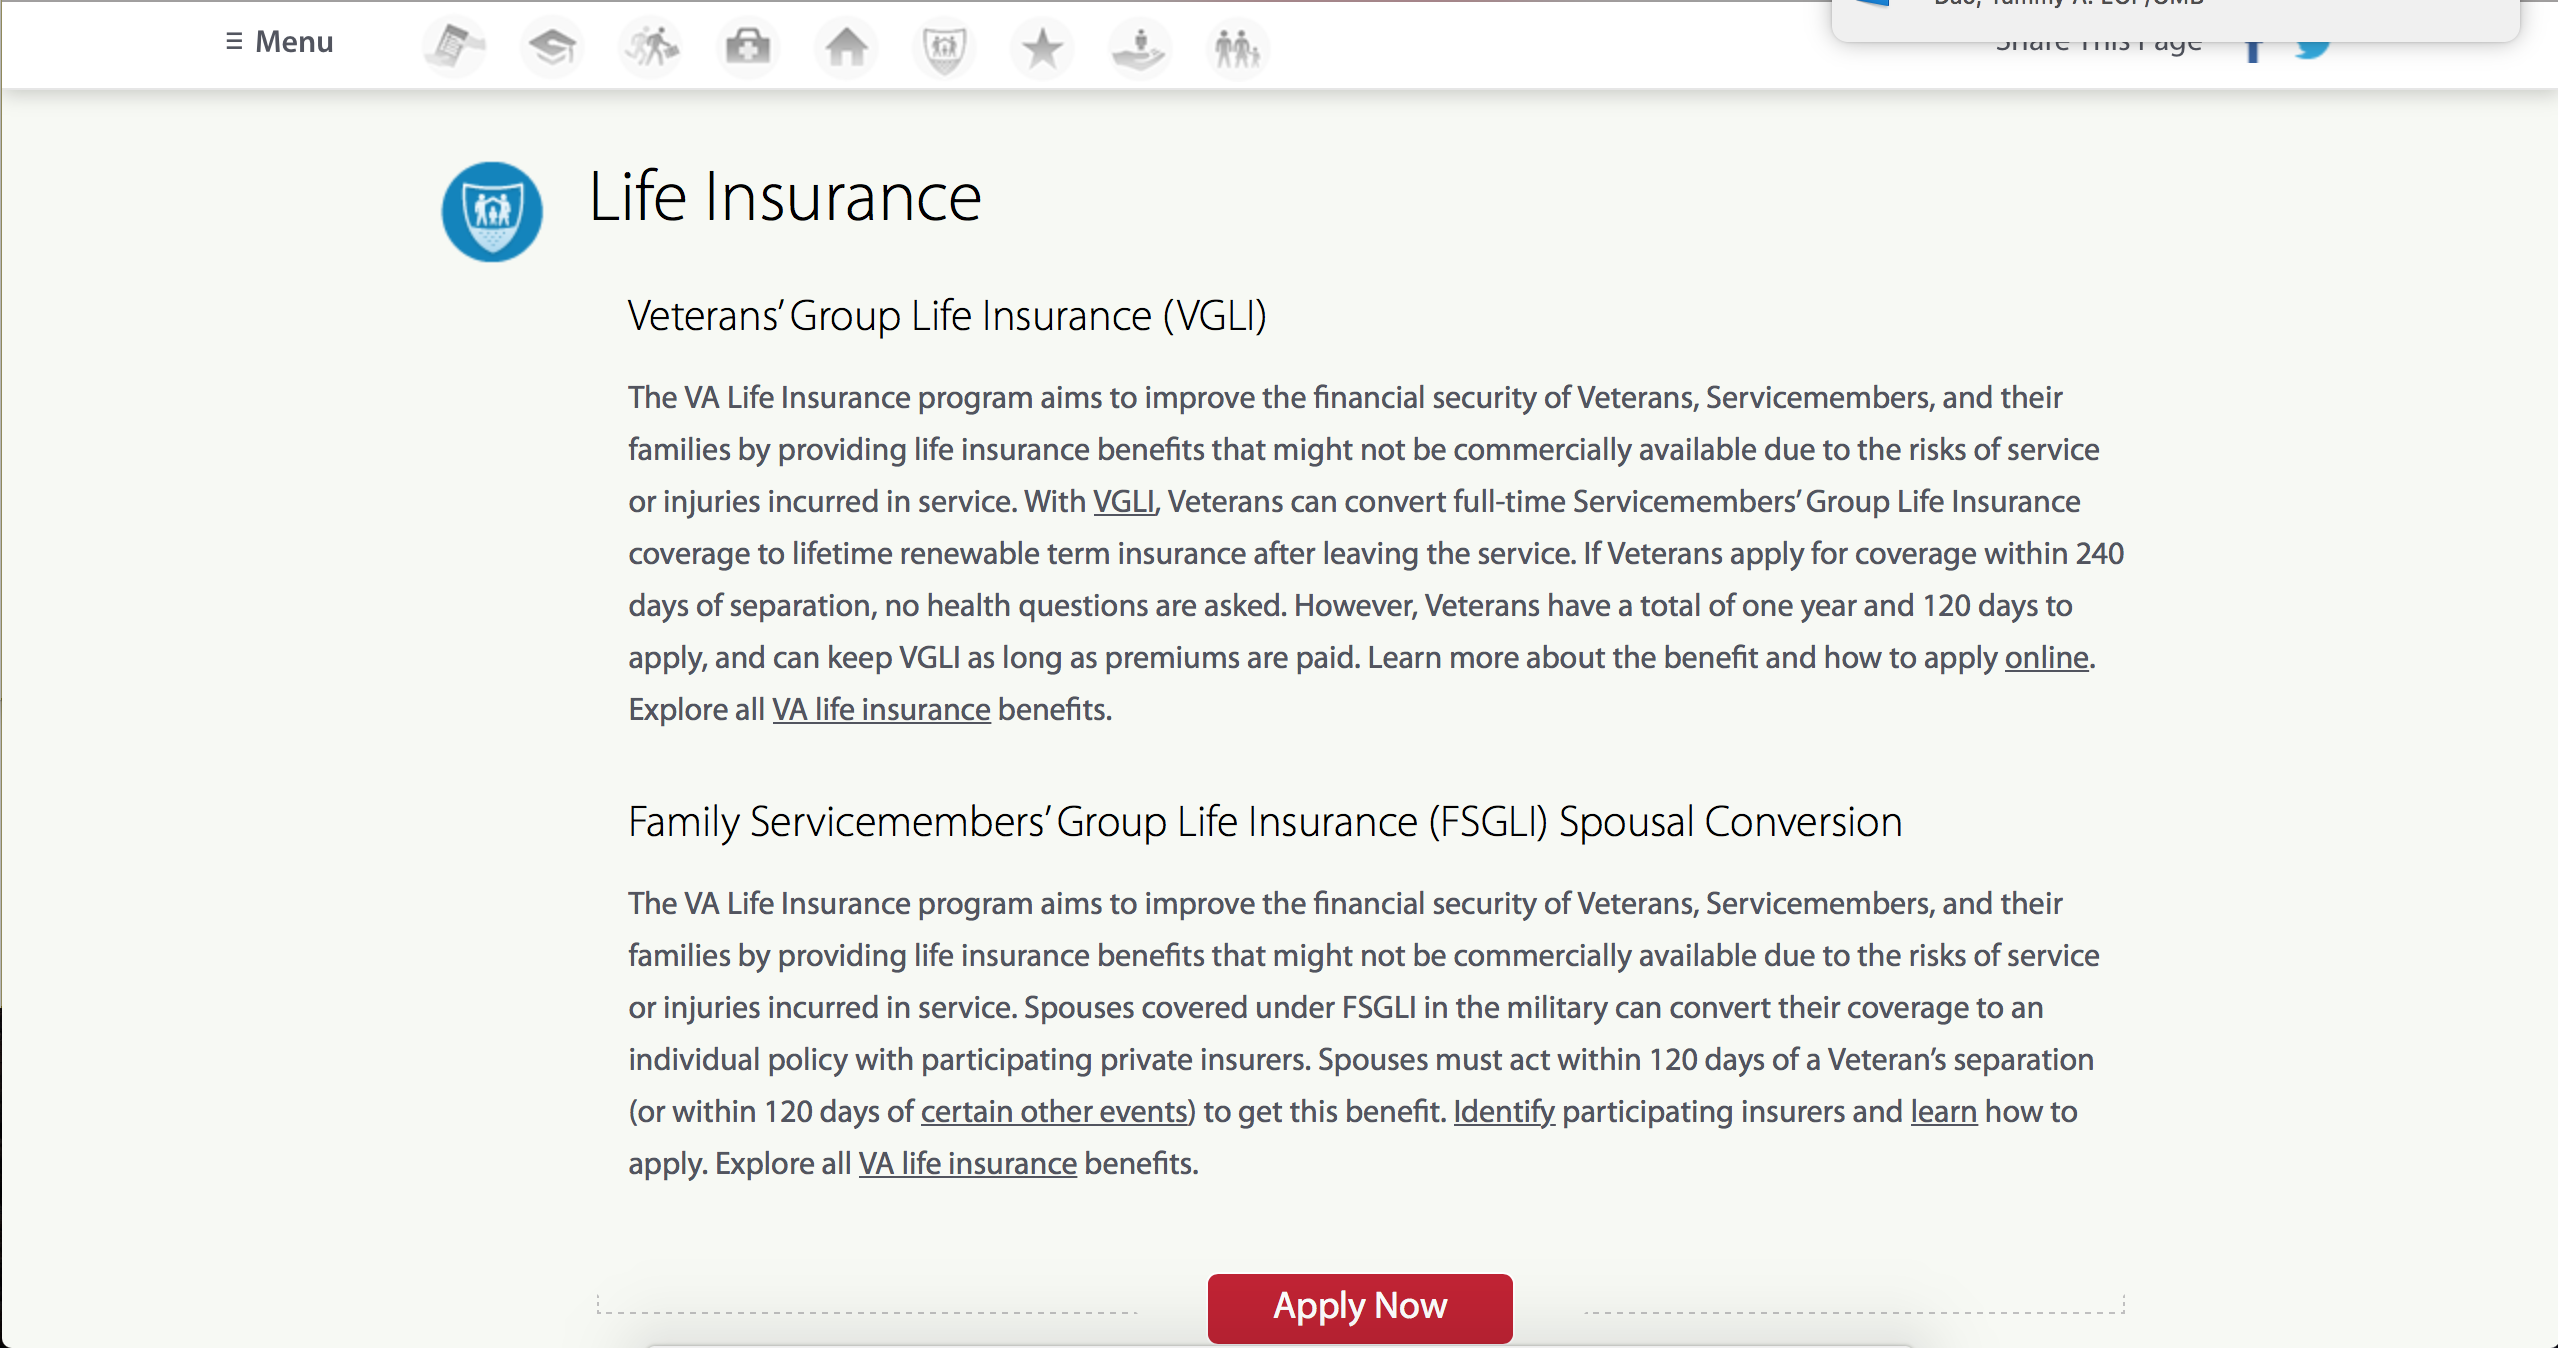 Menu
Share This Page
Life Insurance
Veterans’ Group Life Insurance (VGLI)
The VA Life Insurance program aims to improve the financial security of Veterans, Servicemembers, and their
families by providing life insurance benefits that might not be commercially available due to the risks of service
or injuries incurred in service. With VGLI, Veterans can convert full-time Servicemembers’ Group Life Insurance
coverage to lifetime renewable term insurance after leaving the service. If Veterans apply for coverage within 240
days of separation, no health questions are asked. However, Veterans have a total of one year and 120 days to
apply, and can keep VGLI as long as premiums are paid. Learn more about the benefit and how to apply online.
Explore all VA life insurance benefits.
Family Servicemembers’ Group Life Insurance (FSGLI) Spousal Conversion
The VA Life Insurance program aims to improve the financial security of Veterans, Servicemembers, and their
families by providing life insurance benefits that might not be commercially available due to the risks of service
or injuries incurred in service. Spouses covered under FSGLI in the military can convert their coverage to an
individual policy with participating private insurers. Spouses must act within 120 days of a Veteran’s separation
(or within 120 days of certain other events) to get this benefit. Identify participating insurers and learn how to
apply. Explore all VA life insurance benefits.
Apply Now